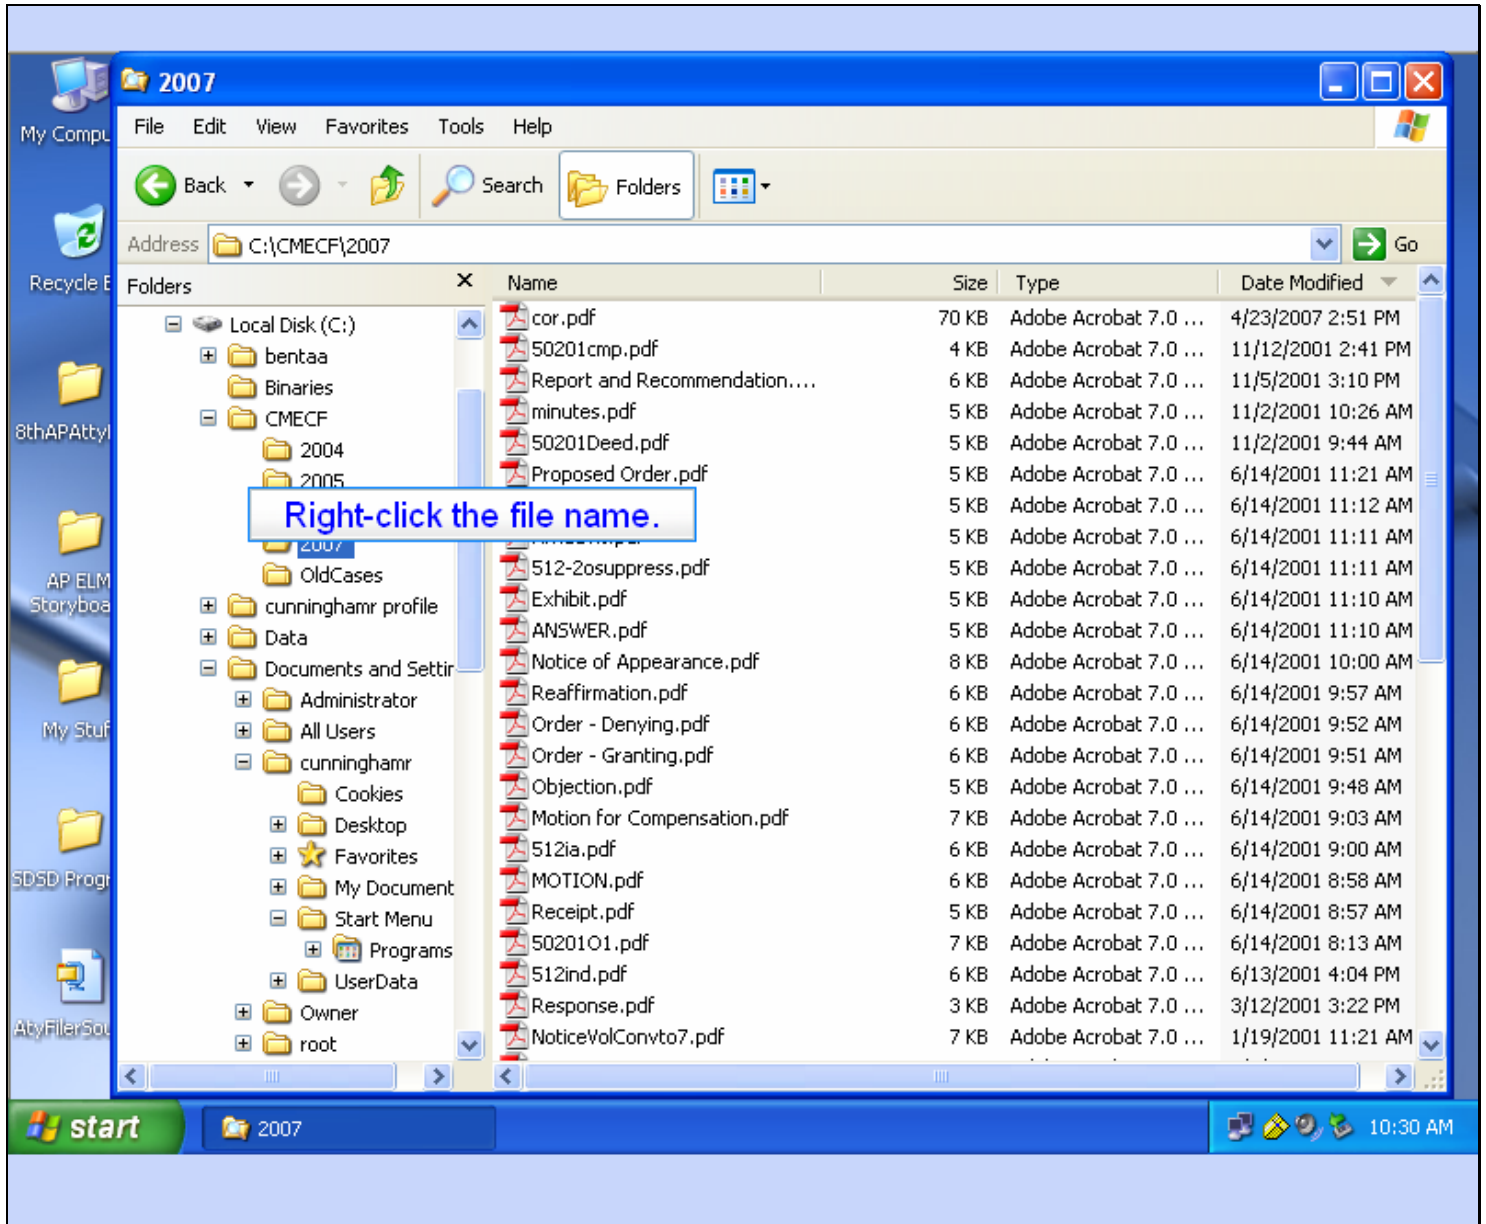 2007
My Compu
File Edit View Favorites Tools Help
Back Search Folders
Address C:\CMECF\2007 Go
Recycle B
Folders
Name Size Type Date Modified
Local Disk (C:)
bentaa
Binaries
CMECF
2004
2005
2007
OldCases
cunninghamr profile
Data
Documents and Settin
Administrator
All Users
cunninghamr
Cookies
Desktop
Favorites
My Document
Start Menu
Programs
UserData
Owner
root
cor.pdf 70 KB Adobe Acrobat 7.0 ... 4/23/2007 2:51 PM
50201cmp.pdf 4 KB Adobe Acrobat 7.0 ... 11/12/2001 2:41 PM
Report and Recommendation.... 6 KB Adobe Acrobat 7.0 ... 11/5/2001 3:10 PM
minutes.pdf 5 KB Adobe Acrobat 7.0 ... 11/2/2001 10:26 AM
50201Deed.pdf 5 KB Adobe Acrobat 7.0 ... 11/2/2001 9:44 AM
Proposed Order.pdf 5 KB Adobe Acrobat 7.0 ... 6/14/2001 11:21 AM
5 KB Adobe Acrobat 7.0 ... 6/14/2001 11:12 AM
5 KB Adobe Acrobat 7.0 ... 6/14/2001 11:11 AM
512-2osuppress.pdf 5 KB Adobe Acrobat 7.0 ... 6/14/2001 11:11 AM
Exhibit.pdf 5 KB Adobe Acrobat 7.0 ... 6/14/2001 11:10 AM
ANSWER.pdf 5 KB Adobe Acrobat 7.0 ... 6/14/2001 11:10 AM
Notice of Appearance.pdf 8 KB Adobe Acrobat 7.0 ... 6/14/2001 10:00 AM
Reaffirmation.pdf 6 KB Adobe Acrobat 7.0 ... 6/14/2001 9:57 AM
Order - Denying.pdf 6 KB Adobe Acrobat 7.0 ... 6/14/2001 9:52 AM
Order - Granting.pdf 6 KB Adobe Acrobat 7.0 ... 6/14/2001 9:51 AM
Objection.pdf 5 KB Adobe Acrobat 7.0 ... 6/14/2001 9:48 AM
Motion for Compensation.pdf 7 KB Adobe Acrobat 7.0 ... 6/14/2001 9:03 AM
512ia.pdf 6 KB Adobe Acrobat 7.0 ... 6/14/2001 9:00 AM
MOTION.pdf 6 KB Adobe Acrobat 7.0 ... 6/14/2001 8:58 AM
Receipt.pdf 5 KB Adobe Acrobat 7.0 ... 6/14/2001 8:57 AM
50201O1.pdf 7 KB Adobe Acrobat 7.0 ... 6/14/2001 8:13 AM
512ind.pdf 6 KB Adobe Acrobat 7.0 ... 6/13/2001 4:04 PM
Response.pdf 3 KB Adobe Acrobat 7.0 ... 3/12/2001 3:22 PM
NoticeVolConvto7.pdf 7 KB Adobe Acrobat 7.0 ... 1/19/2001 11:21 AM
Right-click the file name.
8thAPAttyl
AP ELM
Storyboa
My Stuf
SDSD Progr
AtyFilerSou
start 2007 10:30 AM